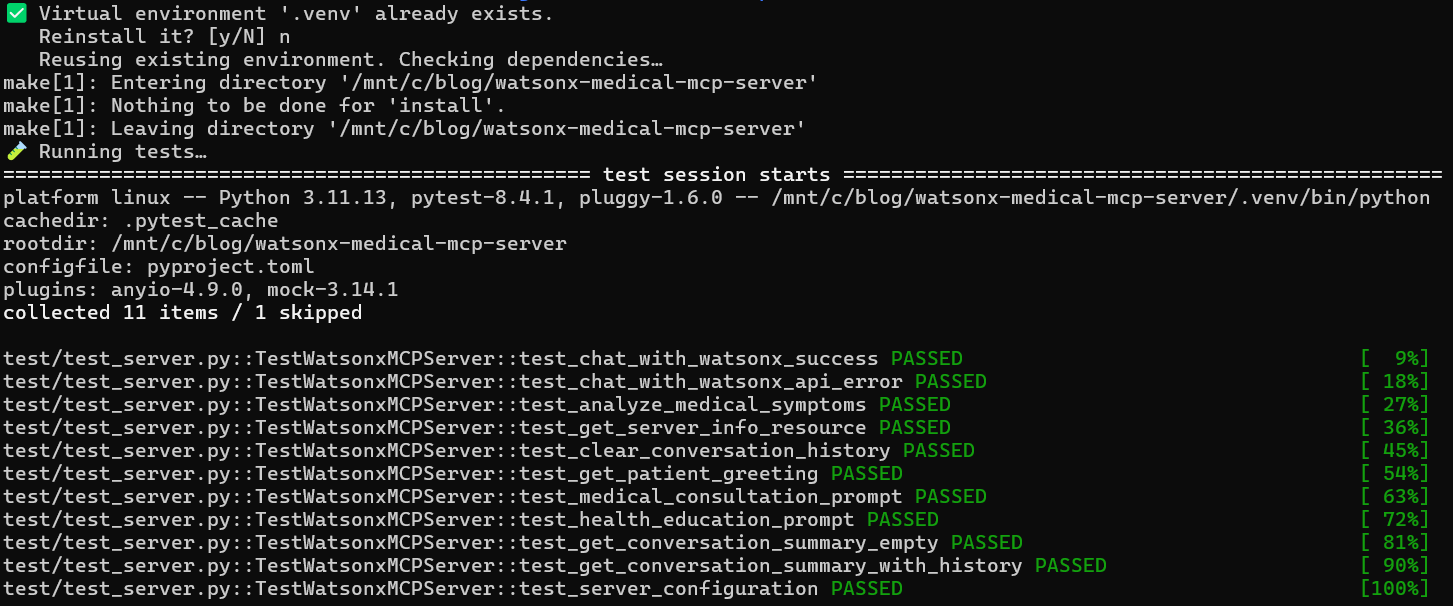 ✅ Virtual environment '.venv' already exists.
   Reinstall it? [y/N] n
   Reusing existing environment. Checking dependencies…
make[1]: Entering directory '/mnt/c/blog/watsonx-medical-mcp-server'
make[1]: Nothing to be done for 'install'.
make[1]: Leaving directory '/mnt/c/blog/watsonx-medical-mcp-server'
🧪 Running tests…
================================================= test session starts ==================================================
platform linux -- Python 3.11.13, pytest-8.4.1, pluggy-1.6.0 -- /mnt/c/blog/watsonx-medical-mcp-server/.venv/bin/python
cachedir: .pytest_cache
rootdir: /mnt/c/blog/watsonx-medical-mcp-server
configfile: pyproject.toml
plugins: anyio-4.9.0, mock-3.14.1
collected 11 items / 1 skipped

test/test_server.py::TestWatsonxMCPServer::test_chat_with_watsonx_success PASSED [  9%]
test/test_server.py::TestWatsonxMCPServer::test_chat_with_watsonx_api_error PASSED [ 18%]
test/test_server.py::TestWatsonxMCPServer::test_analyze_medical_symptoms PASSED [ 27%]
test/test_server.py::TestWatsonxMCPServer::test_get_server_info_resource PASSED [ 36%]
test/test_server.py::TestWatsonxMCPServer::test_clear_conversation_history PASSED [ 45%]
test/test_server.py::TestWatsonxMCPServer::test_get_patient_greeting PASSED [ 54%]
test/test_server.py::TestWatsonxMCPServer::test_medical_consultation_prompt PASSED [ 63%]
test/test_server.py::TestWatsonxMCPServer::test_health_education_prompt PASSED [ 72%]
test/test_server.py::TestWatsonxMCPServer::test_get_conversation_summary_empty PASSED [ 81%]
test/test_server.py::TestWatsonxMCPServer::test_get_conversation_summary_with_history PASSED [ 90%]
test/test_server.py::TestWatsonxMCPServer::test_server_configuration PASSED [100%]